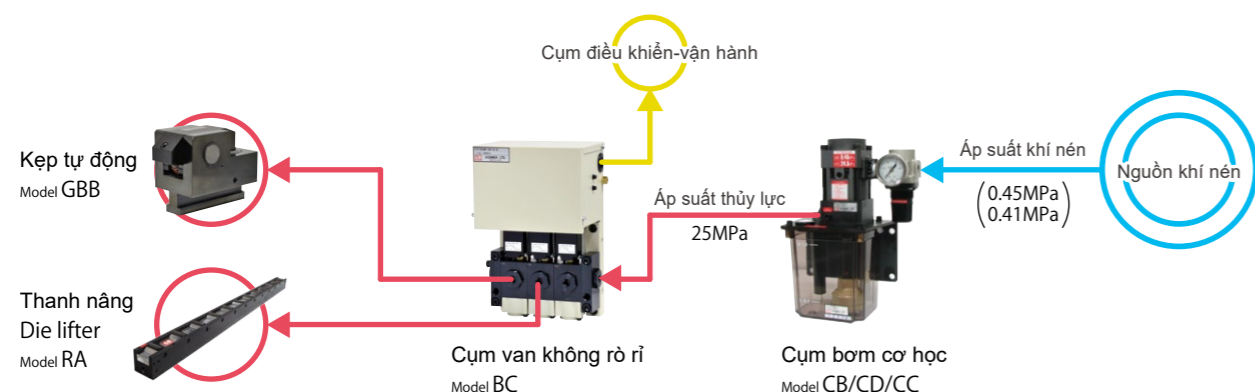 Cụm điều khiển-vận hành
Kẹp tự động
Model GBB
Áp suất thủy lực
25MPa
Áp suất khí nén
(0.45MPa
0.41MPa)
Nguồn khí nén
Thanh nâng
Die lifter
Model RA
Cụm van không rò rỉ
Model BC
Cụm bơm cơ học
Model CB/CD/CC